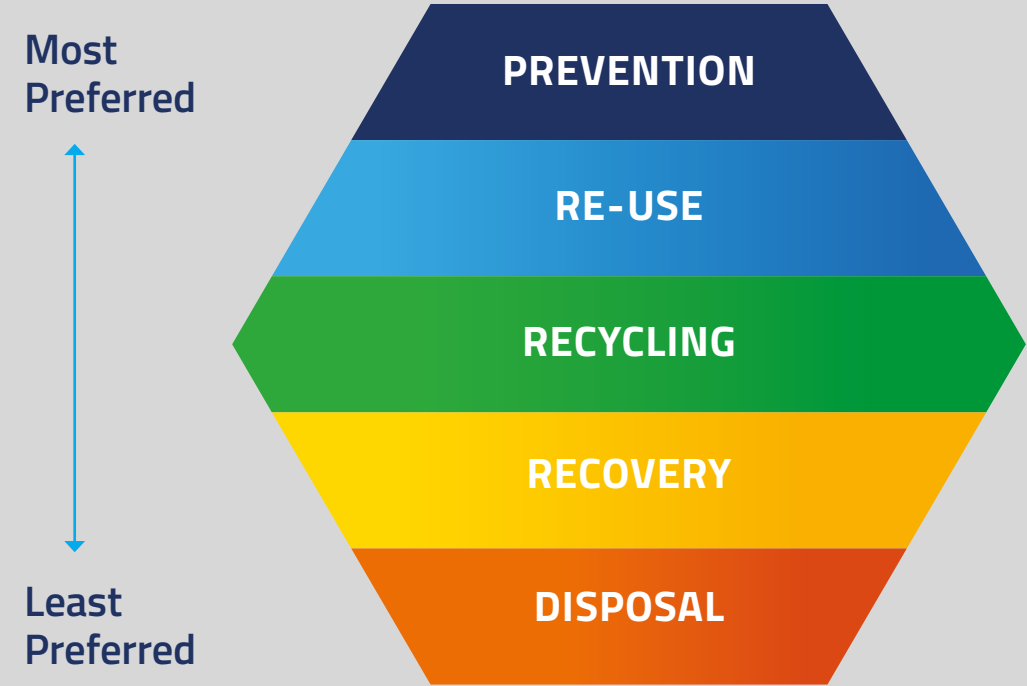 Most
Preferred
PREVENTION
RE-USE
RECYCLING
RECOVERY
DISPOSAL
Least
Preferred